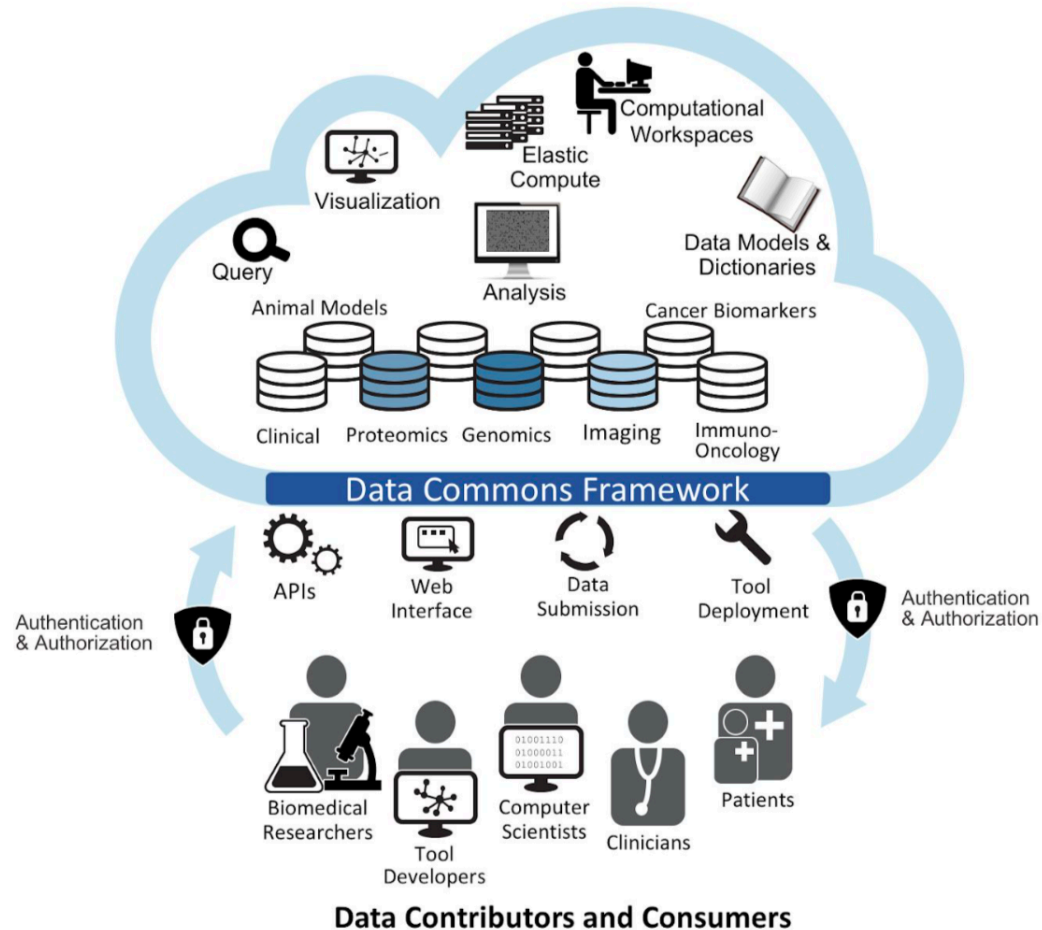 Computational
Workspaces
Elastic
Compute
Visualization
Data Models &
Dictionaries
Query
Analysis
Animal Models
Cancer Biomarkers
Clinical
Proteomics
Genomics
Imaging
Immuno-
Oncology
Data Commons Framework
APIs
Web
Interface
Data
Submission
Tool
Deployment
Authentication
& Authorization
Authentication
& Authorization
01001110
01000011
01001001
Biomedical
Researchers
Tool
Developers
Computer
Scientists
Clinicians
Patients
Data Contributors and Consumers